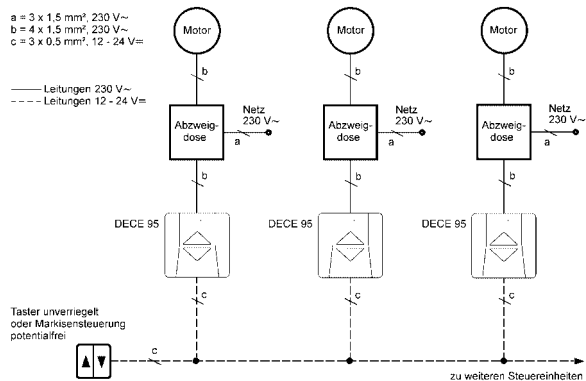 a = 3 x 1,5 mm², 230 V~
b = 4 x 1,5 mm², 230 V~
c = 3 x 0,5 mm², 12 - 24 V⎓
Leitungen 230 V~
Leitungen 12 - 24 V⎓
Motor
Motor
Motor
b
b
b
Abzweig-
dose
Netz
230 V~
a
Abzweig-
dose
Netz
230 V~
a
Abzweig-
dose
Netz
230 V~
a
b
b
b
DECE 95
DECE 95
DECE 95
c
c
c
Taster unverriegelt
oder Markisensteuerung
potentialfrei
c
zu weiteren Steuereinheiten